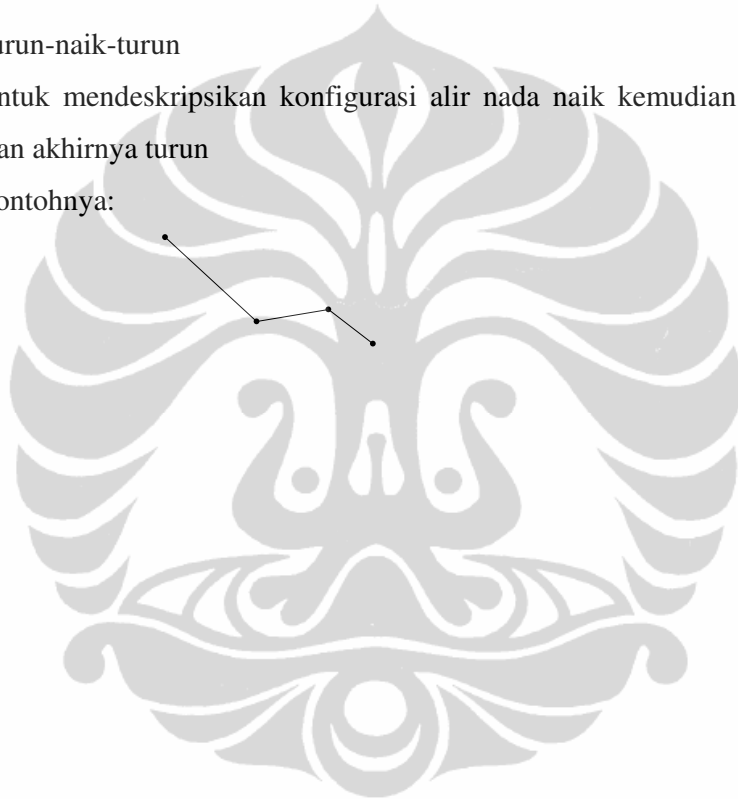 urun-naik-turun
ntuk mendeskripsikan konfigurasi alir nada naik kemudian
an akhirnya turun
ontohnya: